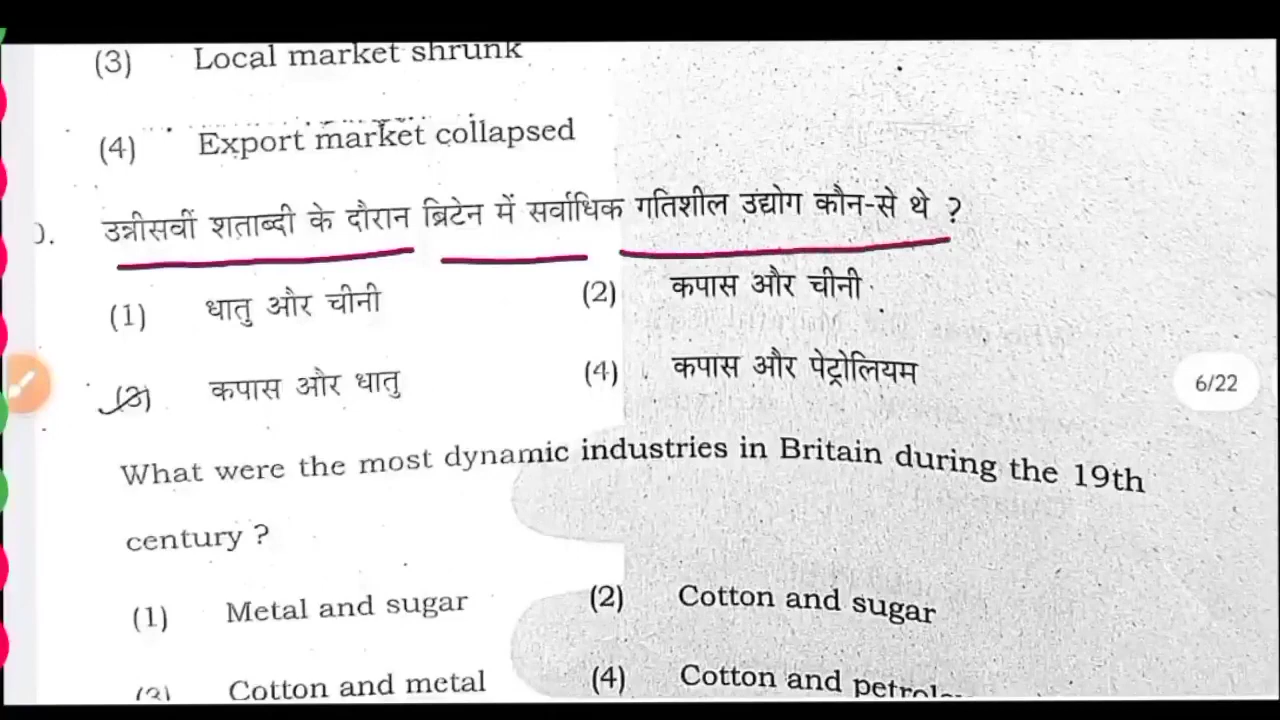 (3) Local market shrunk
(4) Export market collapsed
उन्नीसवीं शताब्दी के दौरान ब्रिटेन में सर्वाधिक गतिशील उद्योग कौन-से थे ?
(1) धातु और चीनी (2) कपास और चीनी
(3) कपास और धातु (4) कपास और पेट्रोलियम
6/22
What were the most dynamic industries in Britain during the 19th
century ?
(1) Metal and sugar (2) Cotton and sugar
(3) Cotton and metal (4) Cotton and